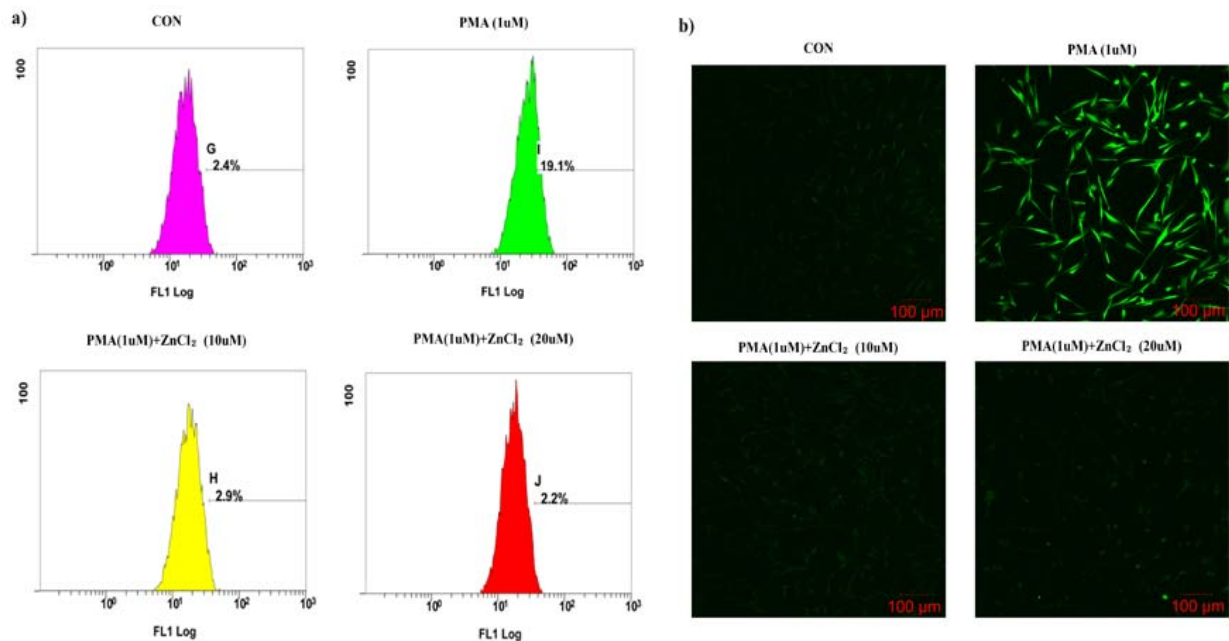 a)
CON
100
G
2.4%
10⁰ 10¹ 10² 10³
FL1 Log
PMA (1uM)
100
I
19.1%
10⁰ 10¹ 10² 10³
FL1 Log
PMA(1uM)+ZnCl₂ (10uM)
100
H
2.9%
10⁰ 10¹ 10² 10³
FL1 Log
PMA(1uM)+ZnCl₂ (20uM)
100
J
2.2%
10⁰ 10¹ 10² 10³
FL1 Log
b)
CON
100 µm
PMA (1uM)
100 µm
PMA(1uM)+ZnCl₂ (10uM)
100 µm
PMA(1uM)+ZnCl₂ (20uM)
100 µm